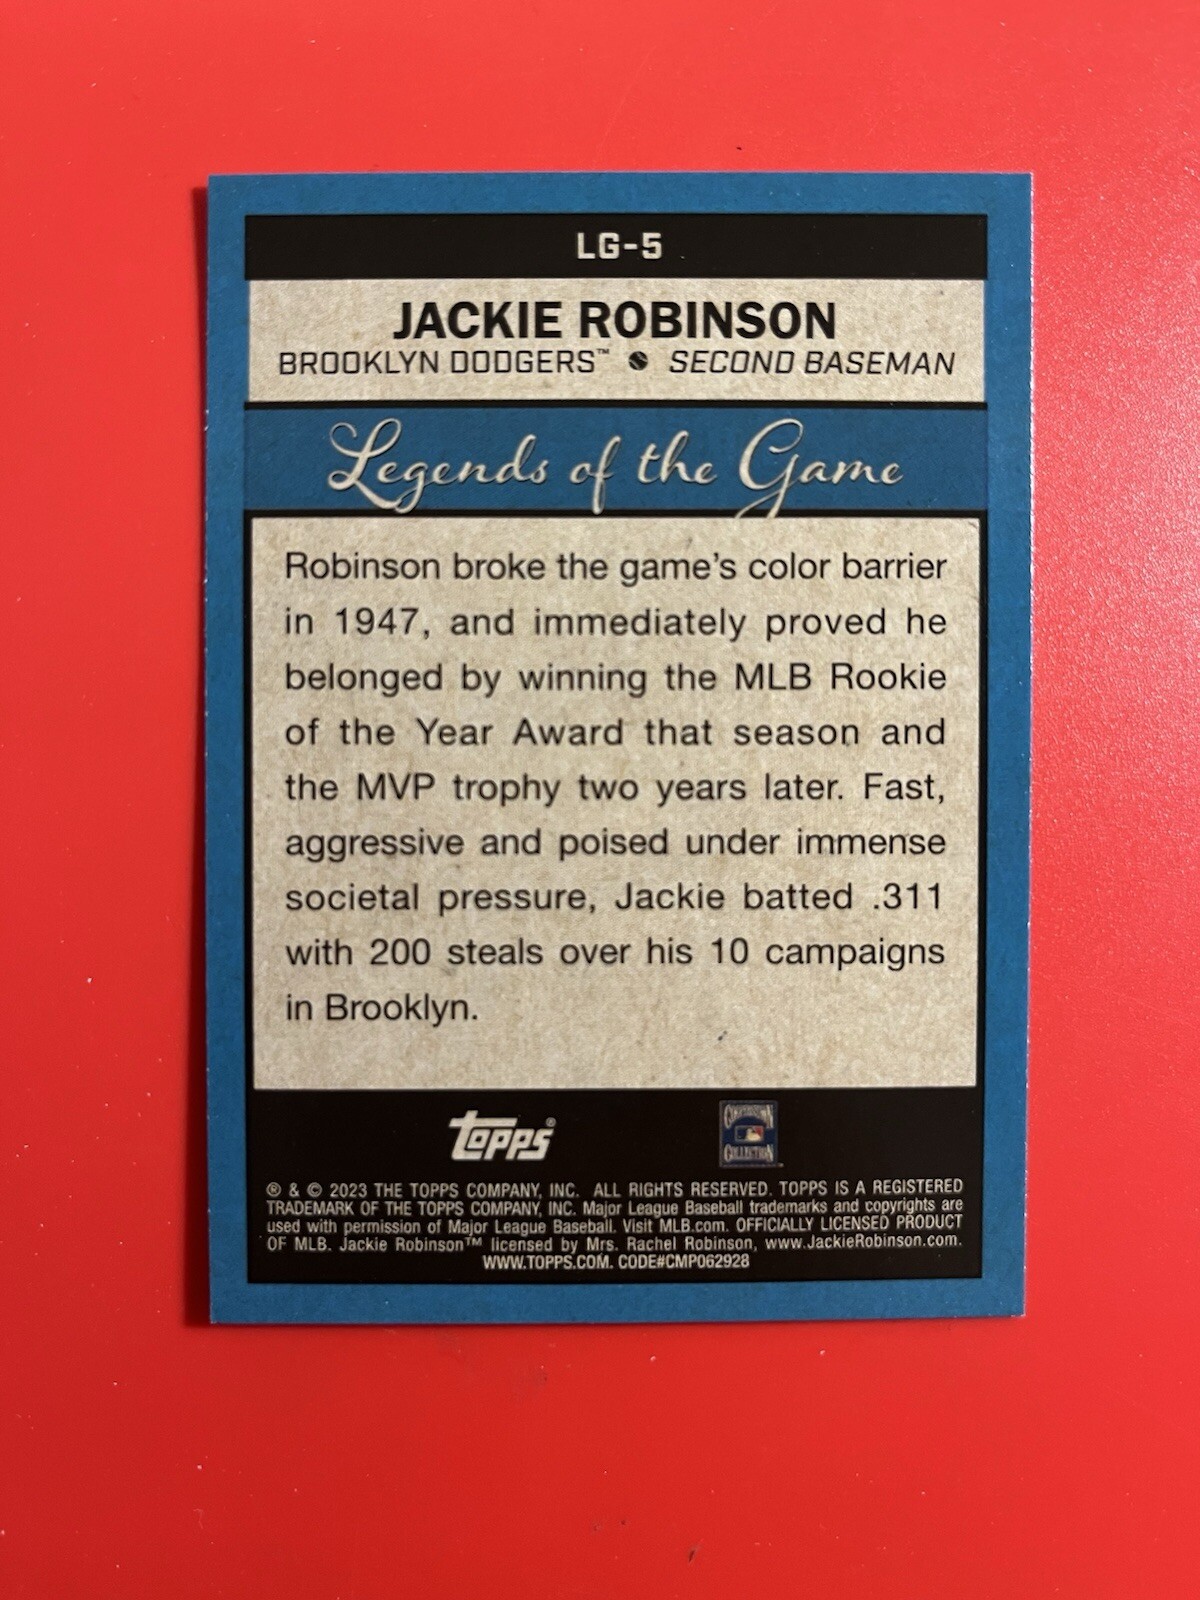 LG-5
JACKIE ROBINSON
BROOKLYN DODGERS™ • SECOND BASEMAN
Legends of the Game
Robinson broke the game's color barrier
in 1947, and immediately proved he
belonged by winning the MLB Rookie
of the Year Award that season and
the MVP trophy two years later. Fast,
aggressive and poised under immense
societal pressure, Jackie batted .311
with 200 steals over his 10 campaigns
in Brooklyn.
topps®
COOPERSTOWN
COLLECTION
® & © 2023 THE TOPPS COMPANY, INC. ALL RIGHTS RESERVED. TOPPS IS A REGISTERED
TRADEMARK OF THE TOPPS COMPANY, INC. Major League Baseball trademarks and copyrights are
used with permission of Major League Baseball. Visit MLB.com. OFFICIALLY LICENSED PRODUCT
OF MLB. Jackie Robinson™ licensed by Mrs. Rachel Robinson, www.JackieRobinson.com.
WWW.TOPPS.COM. CODE#CMP062928